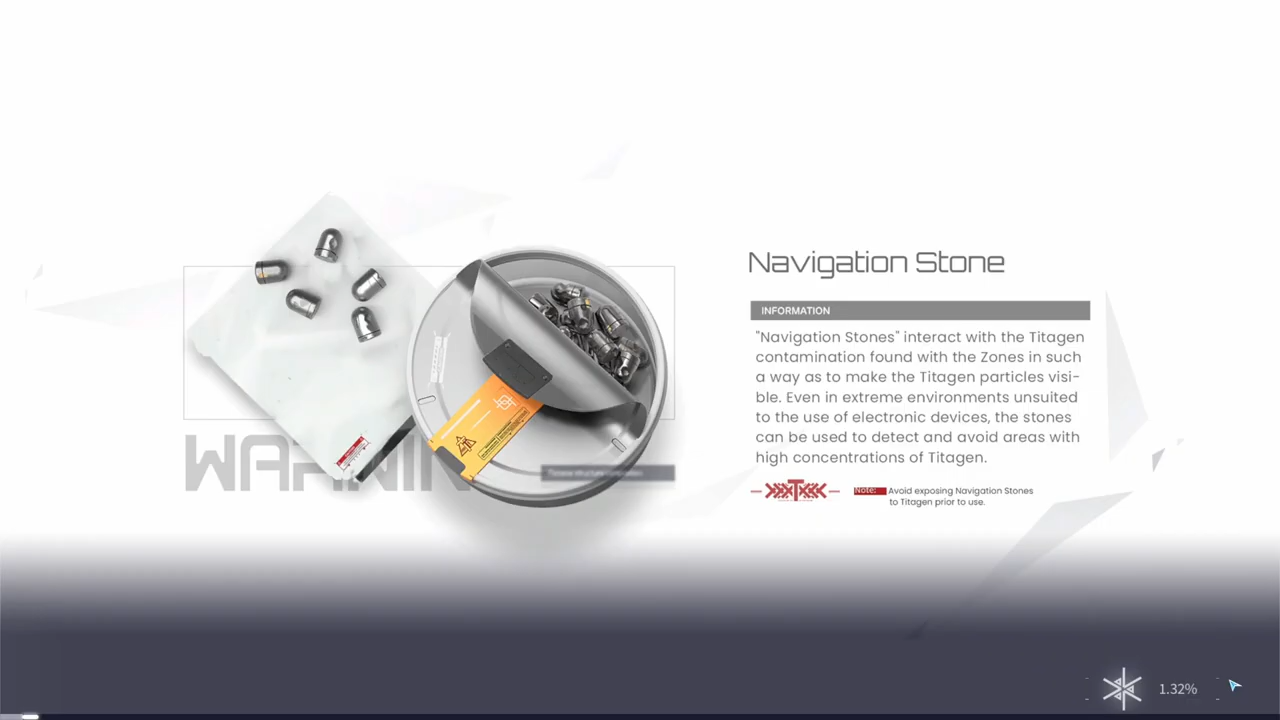 Navigation Stone
INFORMATION
"Navigation Stones" interact with the Titagen
contamination found with the Zones in such
a way as to make the Titagen particles visi-
ble. Even in extreme environments unsuited
to the use of electronic devices, the stones
can be used to detect and avoid areas with
high concentrations of Titagen.
Note: Avoid exposing Navigation Stones
to Titagen prior to use.
1.32%